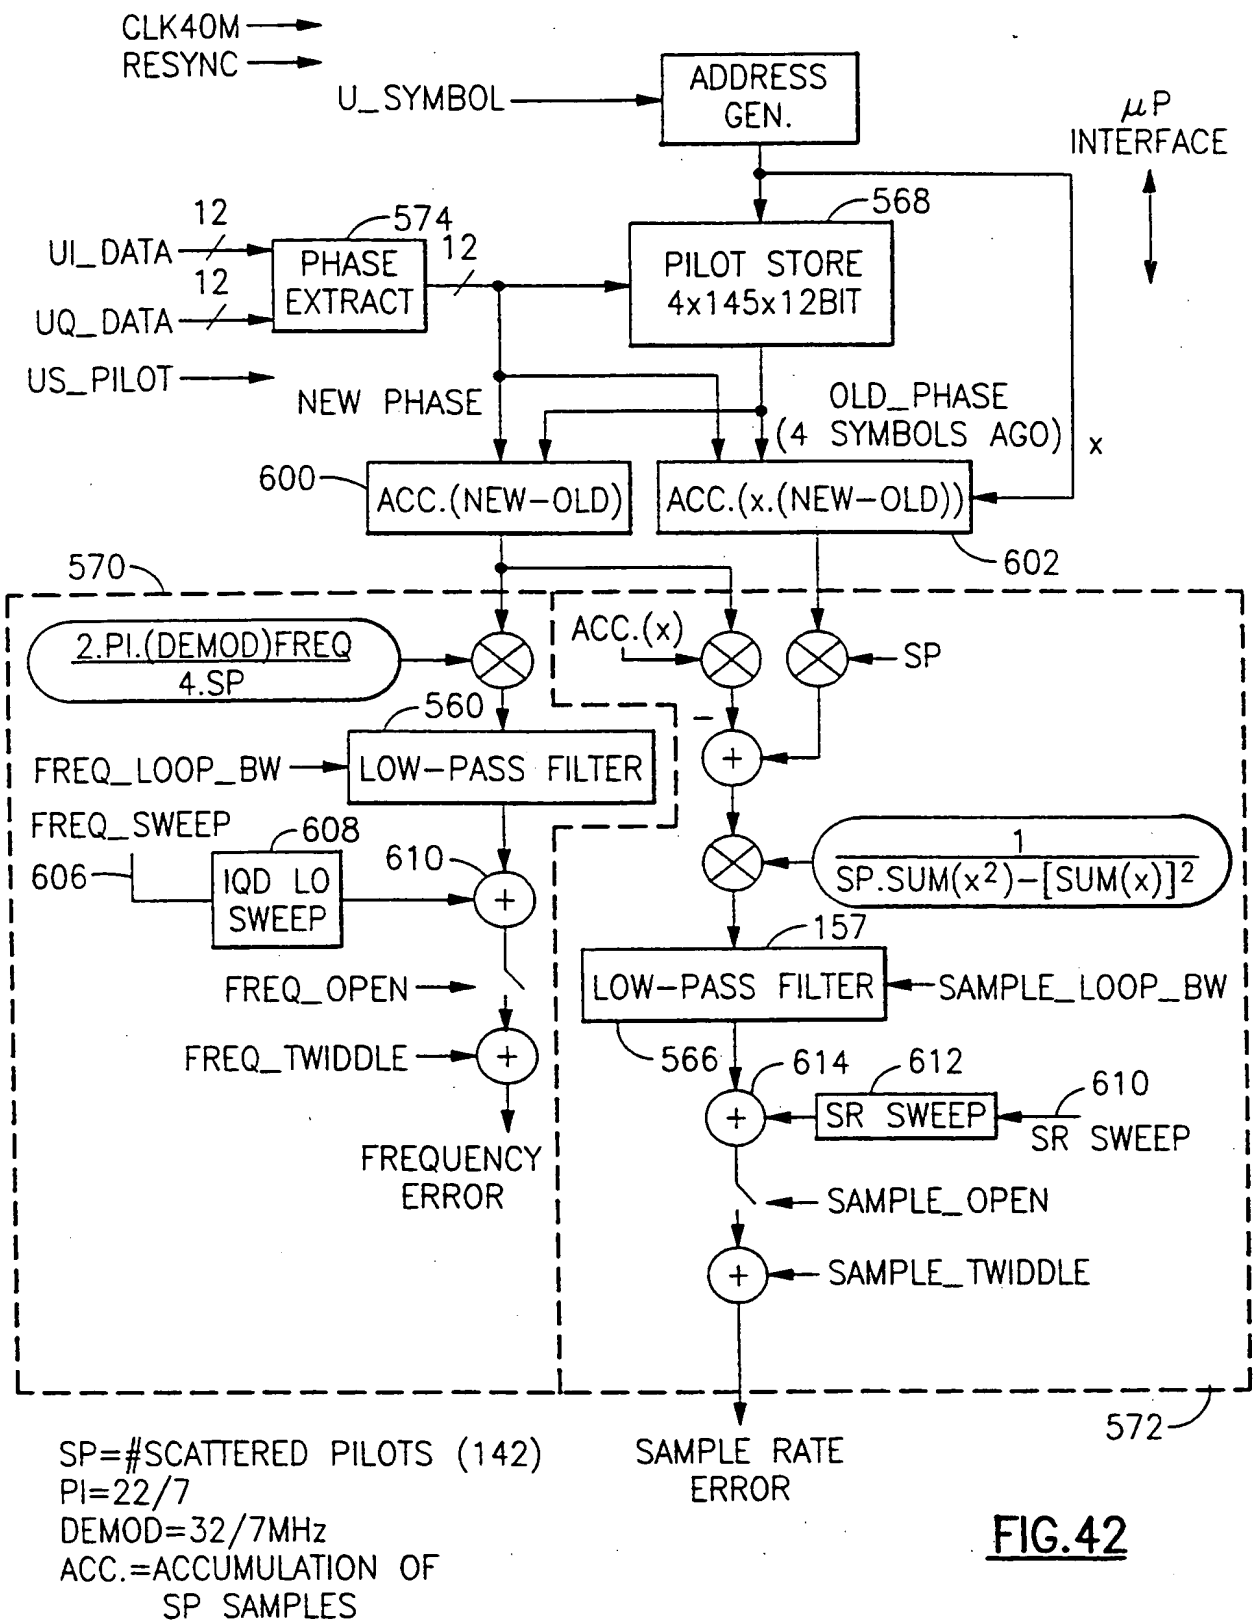 CLK40M
RESYNC
U_SYMBOL
ADDRESS
GEN.
µP
INTERFACE
568
574
12
12
UI_DATA
PHASE
EXTRACT
PILOT STORE
4x145x12BIT
12
UQ_DATA
US_PILOT
NEW PHASE
OLD_PHASE
(4 SYMBOLS AGO)
x
600
ACC.(NEW-OLD)
ACC.(x.(NEW-OLD))
602
570
2.PI.(DEMOD)FREQ
4.SP
ACC.(x)
SP
−
+
560
FREQ_LOOP_BW
LOW-PASS FILTER
FREQ_SWEEP
608
606
IQD LO
SWEEP
610
+
1
SP.SUM(x²)-[SUM(x)]²
157
LOW-PASS FILTER
SAMPLE_LOOP_BW
566
FREQ_OPEN
FREQ_TWIDDLE
+
FREQUENCY
ERROR
614
612
610
+
SR SWEEP
SR SWEEP
SAMPLE_OPEN
+
SAMPLE_TWIDDLE
572
SAMPLE RATE
ERROR
SP=#SCATTERED PILOTS (142)
PI=22/7
DEMOD=32/7MHz
ACC.=ACCUMULATION OF
SP SAMPLES
FIG.42